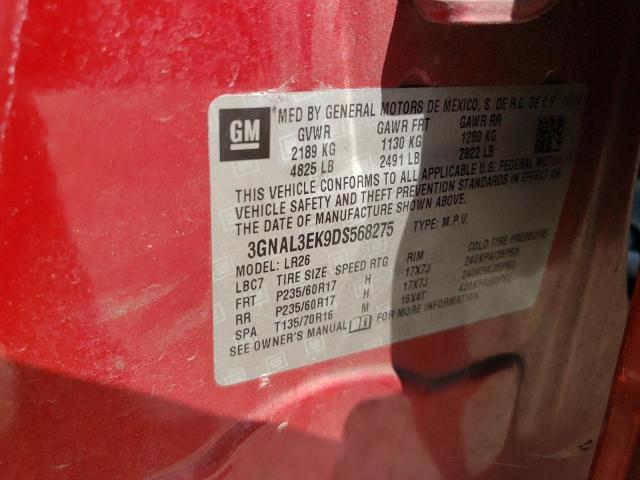 GM
MFD BY GENERAL MOTORS DE MEXICO, S. DE R.L. DE C.V.
GVWR GAWR FRT GAWR RR
2189 KG 1130 KG 1280 KG
4825 LB 2491 LB 2822 LB
THIS VEHICLE CONFORMS TO ALL APPLICABLE U.S. FEDERAL MOTOR
VEHICLE SAFETY AND THEFT PREVENTION STANDARDS IN EFFECT ON
THE DATE OF MANUFACTURE SHOWN ABOVE.
3GNAL3EK9DS568275 TYPE: M.P.V.
MODEL: LR26
LBC7 TIRE SIZE SPEED RTG RIM COLD TIRE PRESSURE
FRT P235/60R17 H 17X7J 240KPA(35PSI)
RR P235/60R17 H 17X7J 240KPA(35PSI)
SPA T135/70R16 M 16X4T 420KPA(60PSI)
SEE OWNER'S MANUAL